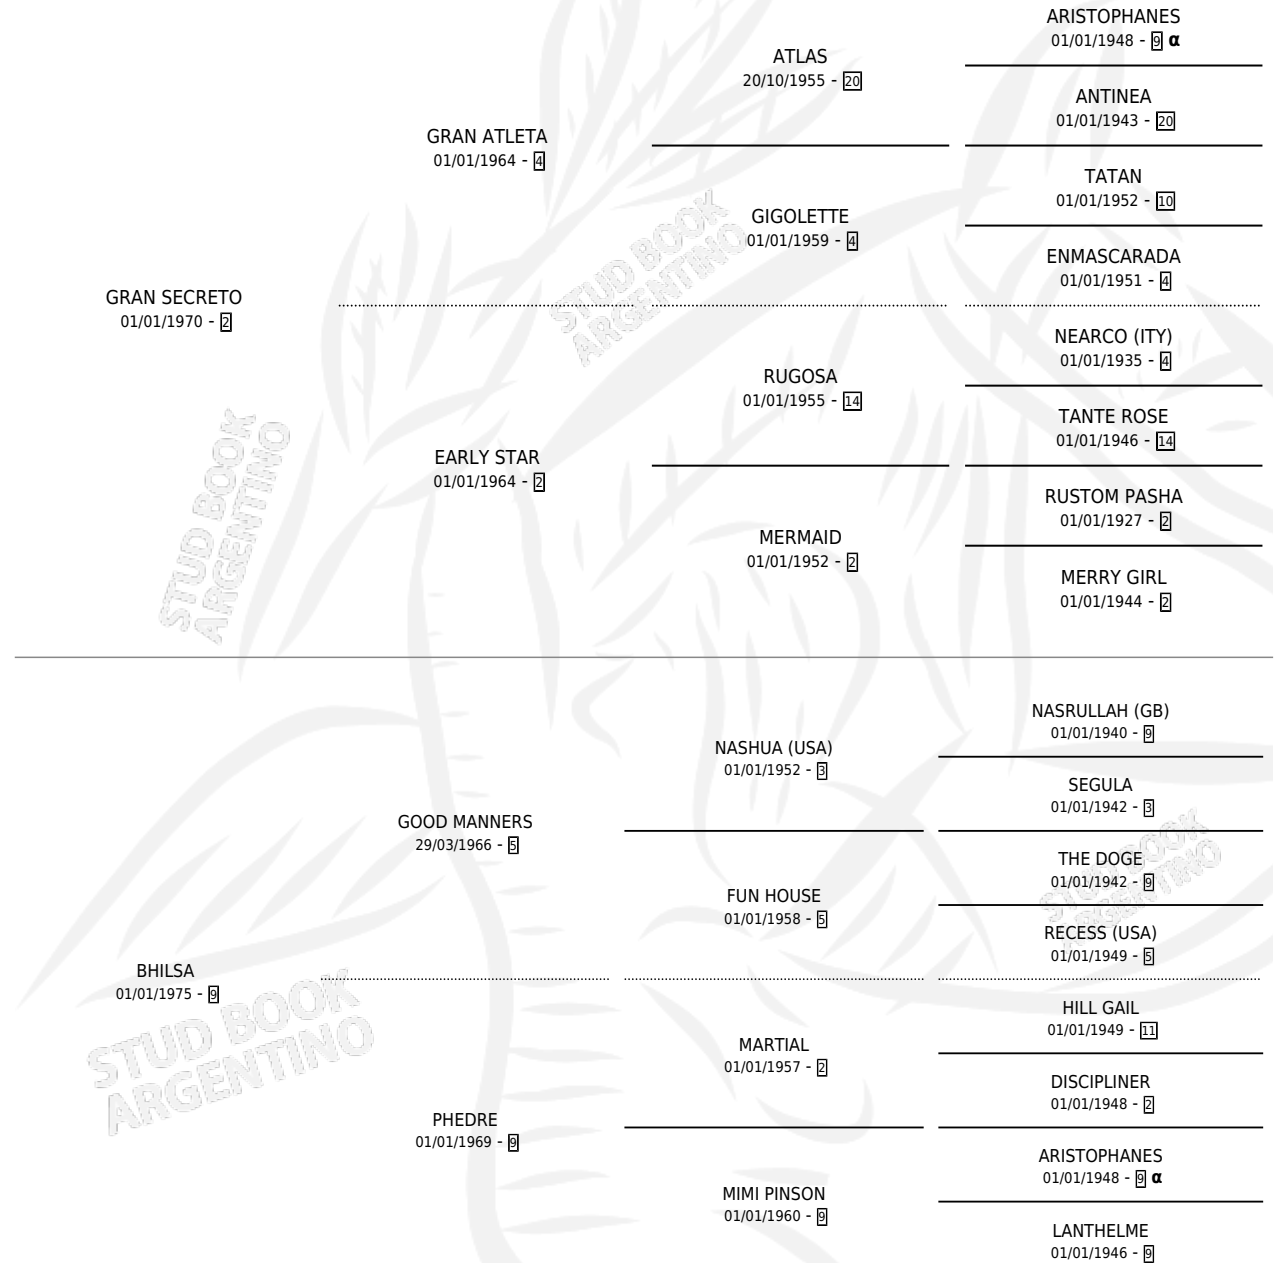 ARISTOPHANES
01/01/1948 - 9 α
ATLAS
20/10/1955 - 20
ANTINEA
01/01/1943 - 20
GRAN ATLETA
01/01/1964 - 4
TATAN
01/01/1952 - 10
GIGOLETTE
01/01/1959 - 4
ENMASCARADA
01/01/1951 - 4
GRAN SECRETO
01/01/1970 - 2
NEARCO (ITY)
01/01/1935 - 4
RUGOSA
01/01/1955 - 14
TANTE ROSE
01/01/1946 - 14
EARLY STAR
01/01/1964 - 2
RUSTOM PASHA
01/01/1927 - 2
MERMAID
01/01/1952 - 2
MERRY GIRL
01/01/1944 - 2
STUD BOOK
ARGENTINO
STUD BOOK
ARGENTINO
NASRULLAH (GB)
01/01/1940 - 9
NASHUA (USA)
01/01/1952 - 3
SEGULA
01/01/1942 - 3
GOOD MANNERS
29/03/1966 - 5
THE DOGE
01/01/1942 - 9
FUN HOUSE
01/01/1958 - 5
RECESS (USA)
01/01/1949 - 5
BHILSA
01/01/1975 - 9
HILL GAIL
01/01/1949 - 11
MARTIAL
01/01/1957 - 2
DISCIPLINER
01/01/1948 - 2
PHEDRE
01/01/1969 - 9
ARISTOPHANES
01/01/1948 - 9 α
MIMI PINSON
01/01/1960 - 9
LANTHELME
01/01/1946 - 9
STUD BOOK
ARGENTINO
STUD BOOK
ARGENTINO